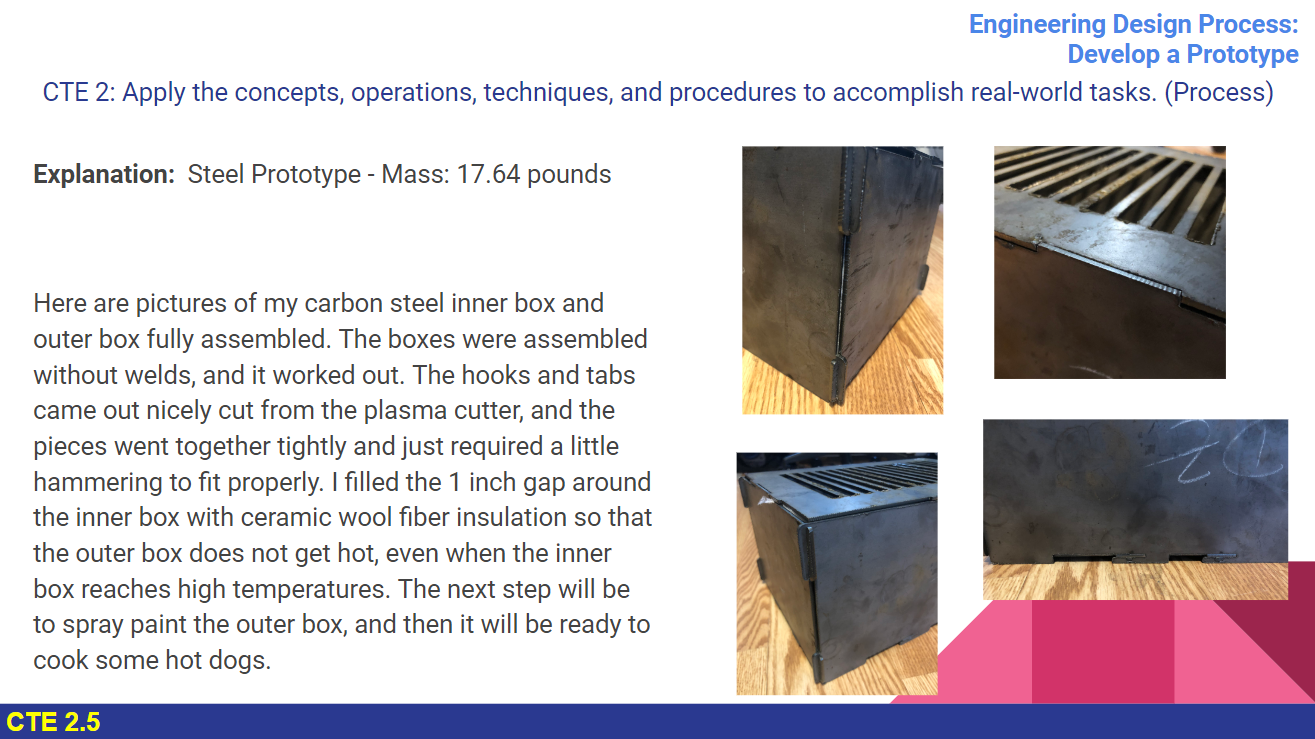 Engineering Design Process:
Develop a Prototype
CTE 2: Apply the concepts, operations, techniques, and procedures to accomplish real-world tasks. (Process)
Explanation: Steel Prototype - Mass: 17.64 pounds
Here are pictures of my carbon steel inner box and
outer box fully assembled. The boxes were assembled
without welds, and it worked out. The hooks and tabs
came out nicely cut from the plasma cutter, and the
pieces went together tightly and just required a little
hammering to fit properly. I filled the 1 inch gap around
the inner box with ceramic wool fiber insulation so that
the outer box does not get hot, even when the inner
box reaches high temperatures. The next step will be
to spray paint the outer box, and then it will be ready to
cook some hot dogs.
CTE 2.5